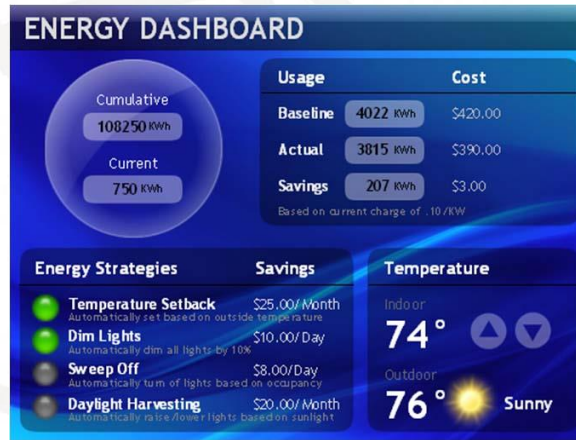 ENERGY DASHBOARD
Cumulative
108250 KWh
Current
750 KWh
Usage Cost
Baseline 4022 KWh $420.00
Actual 3815 KWh $390.00
Savings 207 KWh $3.00
Based on current charge of .10/KW
Energy Strategies Savings
Temperature Setback $25.00/Month
Automatically set based on outside temperature
Dim Lights $10.00/Day
Automatically dim all lights by 10%
Sweep Off $8.00/Day
Automatically turn of lights based on occupancy
Daylight Harvesting $20.00/Month
Automatically raise/lower lights based on sunlight
Temperature
Indoor
74°
Outdoor
76° Sunny